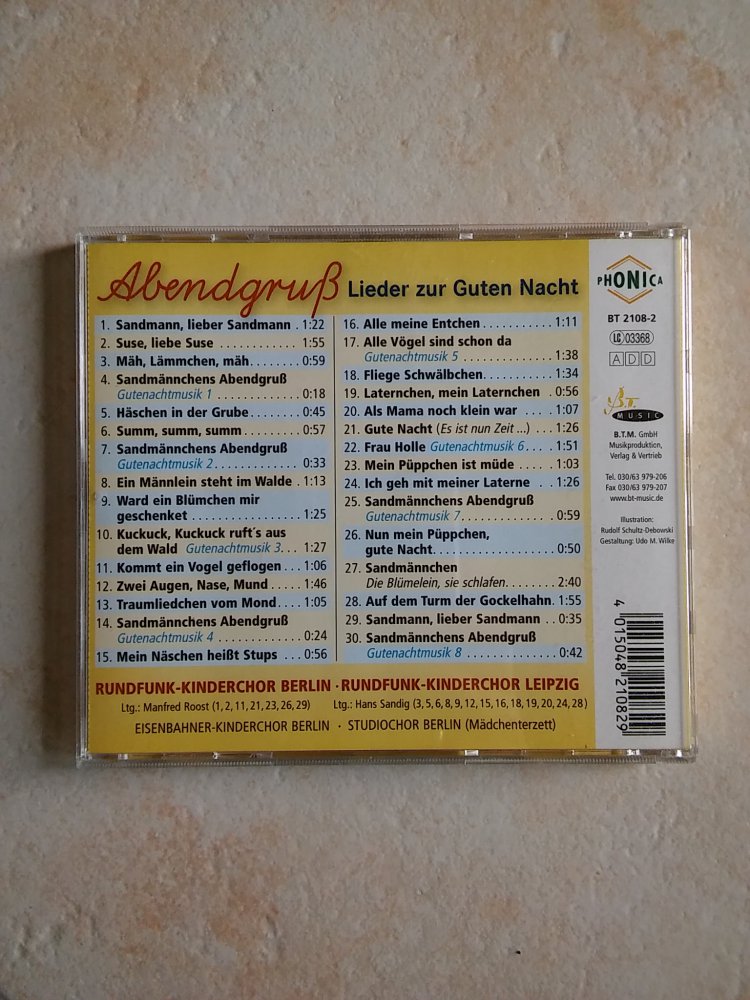 Abendgruß Lieder zur Guten Nacht
1. Sandmann, lieber Sandmann . 1:22
2. Suse, liebe Suse ........... 1:55
3. Mäh, Lämmchen, mäh....... 0:59
4. Sandmännchens Abendgruß
Gutenachtmusik 1 ............ 0:18
5. Häschen in der Grube........ 0:45
6. Summ, summ, summ........ 0:57
7. Sandmännchens Abendgruß
Gutenachtmusik 2 ............ 0:33
8. Ein Männlein steht im Walde . 1:13
9. Ward ein Blümchen mir
geschenket ................ 1:25
10. Kuckuck, Kuckuck ruft´s aus
dem Wald Gutenachtmusik 3... 1:27
11. Kommt ein Vogel geflogen ... 1:06
12. Zwei Augen, Nase, Mund ..... 1:46
13. Traumliedchen vom Mond.... 1:05
14. Sandmännchens Abendgruß
Gutenachtmusik 4 ............ 0:24
15. Mein Näschen heißt Stups ... 0:56
16. Alle meine Entchen .......... 1:11
17. Alle Vögel sind schon da
Gutenachtmusik 5 ............. 1:38
18. Fliege Schwälbchen.......... 1:34
19. Laternchen, mein Laternchen . 0:56
20. Als Mama noch klein war .... 1:07
21. Gute Nacht (Es ist nun Zeit ...) ... 1:26
22. Frau Holle Gutenachtmusik 6... 1:51
23. Mein Püppchen ist müde...... 1:03
24. Ich geh mit meiner Laterne .. 1:26
25. Sandmännchens Abendgruß
Gutenachtmusik 7............. 0:59
26. Nun mein Püppchen,
gute Nacht.................. 0:50
27. Sandmännchen
Die Blümelein, sie schlafen........ 2:40
28. Auf dem Turm der Gockelhahn. 1:55
29. Sandmann, lieber Sandmann .. 0:35
30. Sandmännchens Abendgruß
Gutenachtmusik 8 .............. 0:42
RUNDFUNK-KINDERCHOR BERLIN · RUNDFUNK-KINDERCHOR LEIPZIG
Ltg.: Manfred Roost (1, 2, 11, 21, 23, 26, 29) Ltg.: Hans Sandig (3, 5, 6, 8, 9, 12, 15, 16, 18, 19, 20, 24, 28)
EISENBAHNER-KINDERCHOR BERLIN · STUDIOCHOR BERLIN (Mädchenterzett)
PHONICA
BT 2108-2
LC 03368
ADD
B.T. MUSIC
B.T.M. GmbH
Musikproduktion,
Verlag & Vertrieb
Tel. 030/63 979-206
Fax 030/63 979-207
www.bt-music.de
Illustration:
Rudolf Schultz-Debowski
Gestaltung: Udo M. Wilke
4 015048 210829